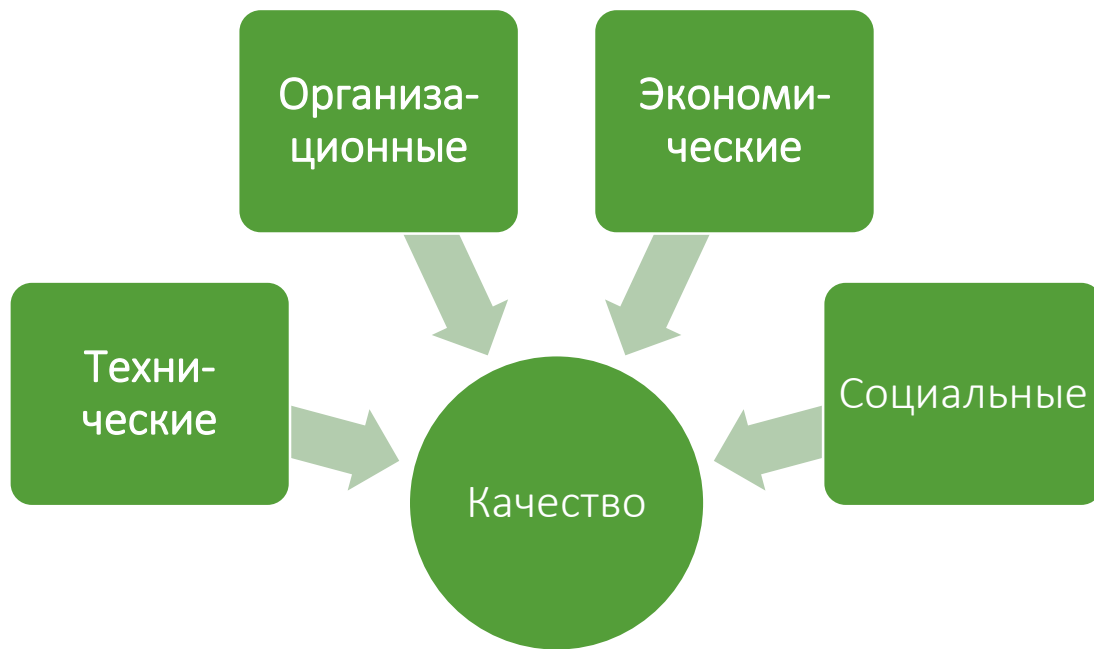 Организа-
ционные
Экономи-
ческие
Техни-
ческие
Социальные
Качество